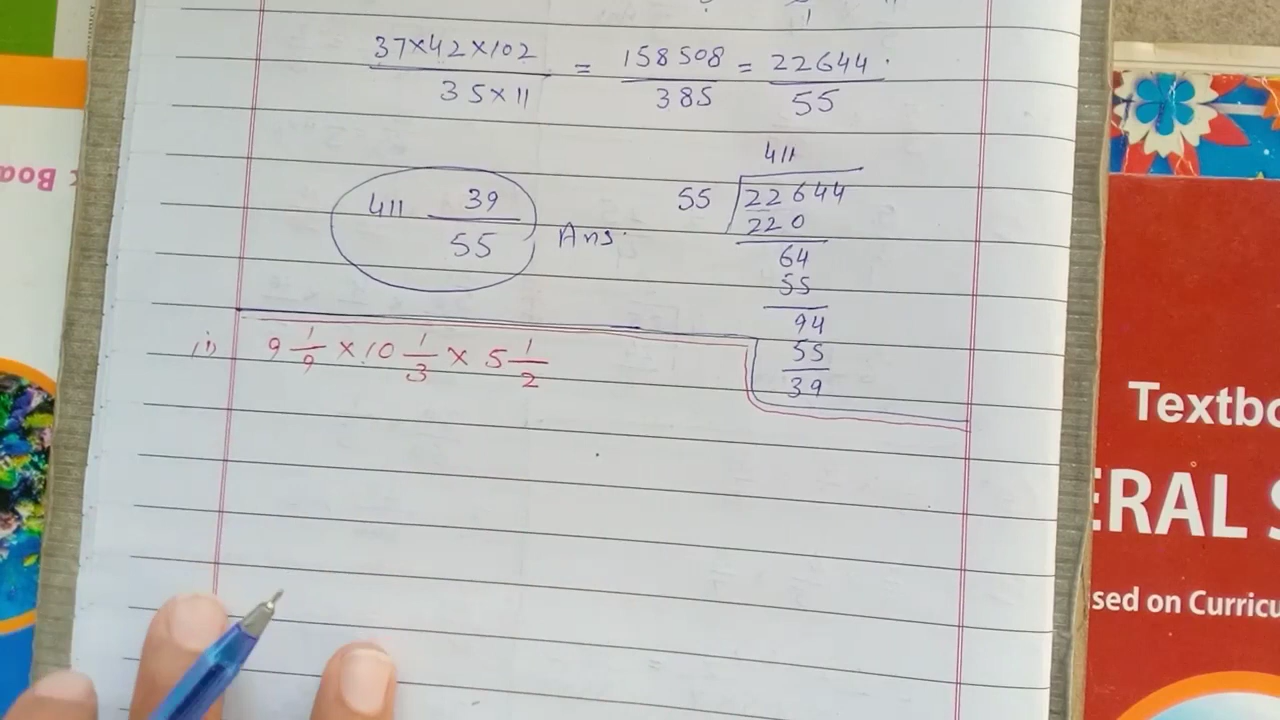 37×42×102 / 35×11 = 158508 / 385 = 22644 / 55
411 39/55 Ans.
411
55 22644
220
64
55
94
55
39
ii) 9 1/9 × 10 1/3 × 5 1/2
Boa
Textbo
ERAL S
sed on Curricu